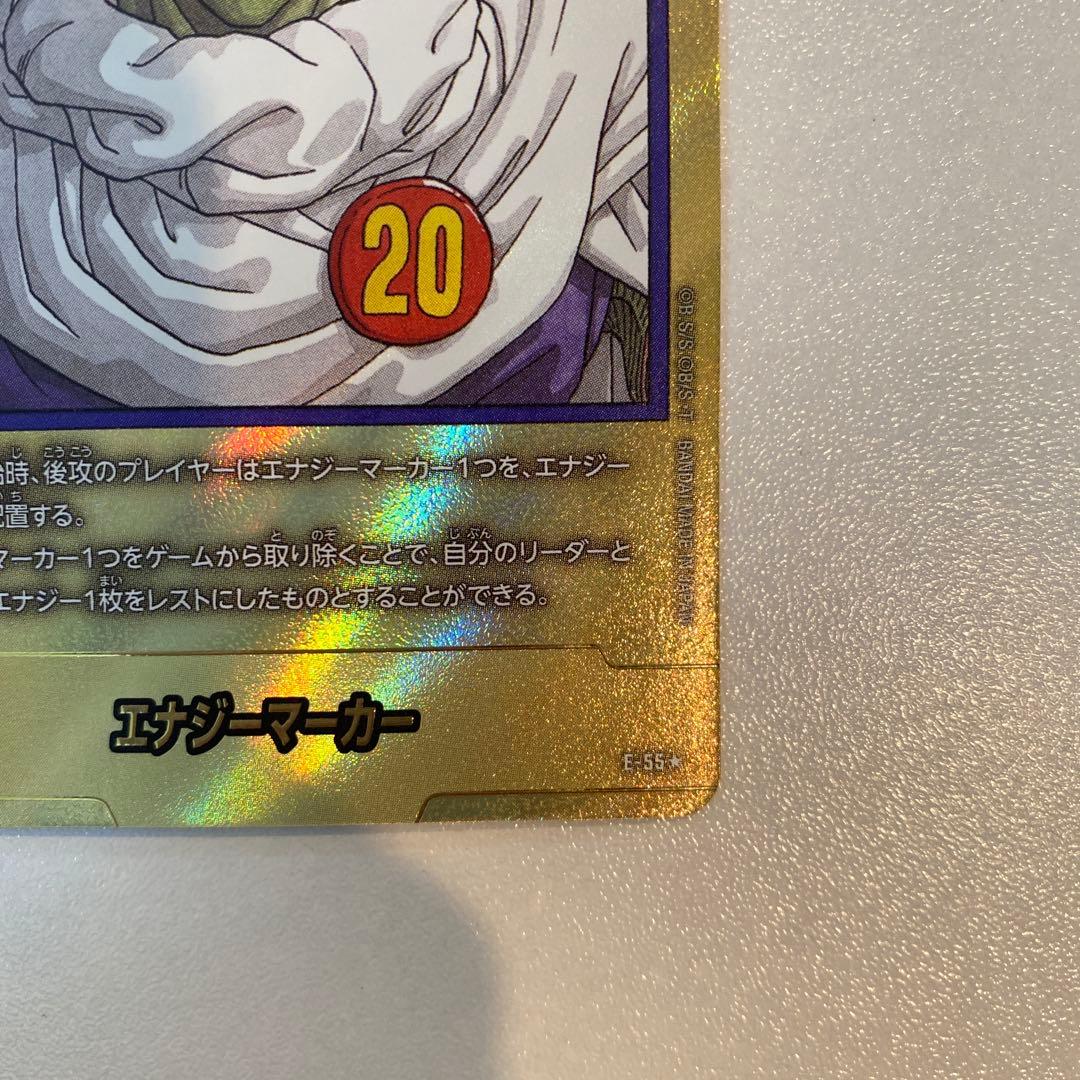 20
始時、後攻のプレイヤーはエナジーマーカー1つを、エナジー
配置する。
マーカー1つをゲームから取り除くことで、自分のリーダーと
エナジー1枚をレストにしたものとすることができる。
エナジーマーカー
E-55★
©B.S/S.©B/S.T BANDAI MADE IN JAPAN